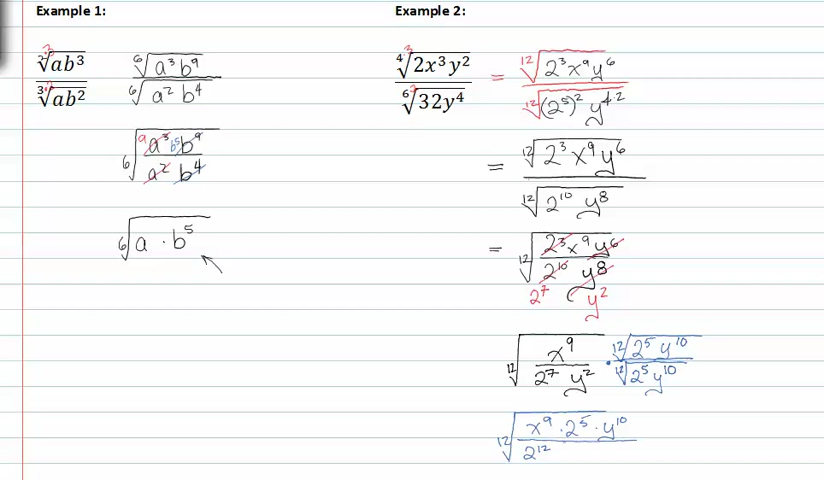 Example 1:
√ab³ / ³√ab²
⁶√a³b⁹ / ⁶√a²b⁴
⁶√(a³b⁹ / a²b⁴) a b⁵
⁶√a · b⁵
Example 2:
⁴√2x³y² / ⁶√32y⁴ = ¹²√2³x⁹y⁶ / ¹²√(2⁵)²y⁴·²
= ¹²√2³x⁹y⁶ / ¹²√2¹⁰y⁸
= ¹²√(2³x⁹y⁶ / 2¹⁰y⁸)
2⁷ y²
¹²√(x⁹ / 2⁷y²) · ¹²√2⁵y¹⁰ / ¹²√2⁵y¹⁰
¹²√(x⁹ · 2⁵ · y¹⁰ / 2¹²)